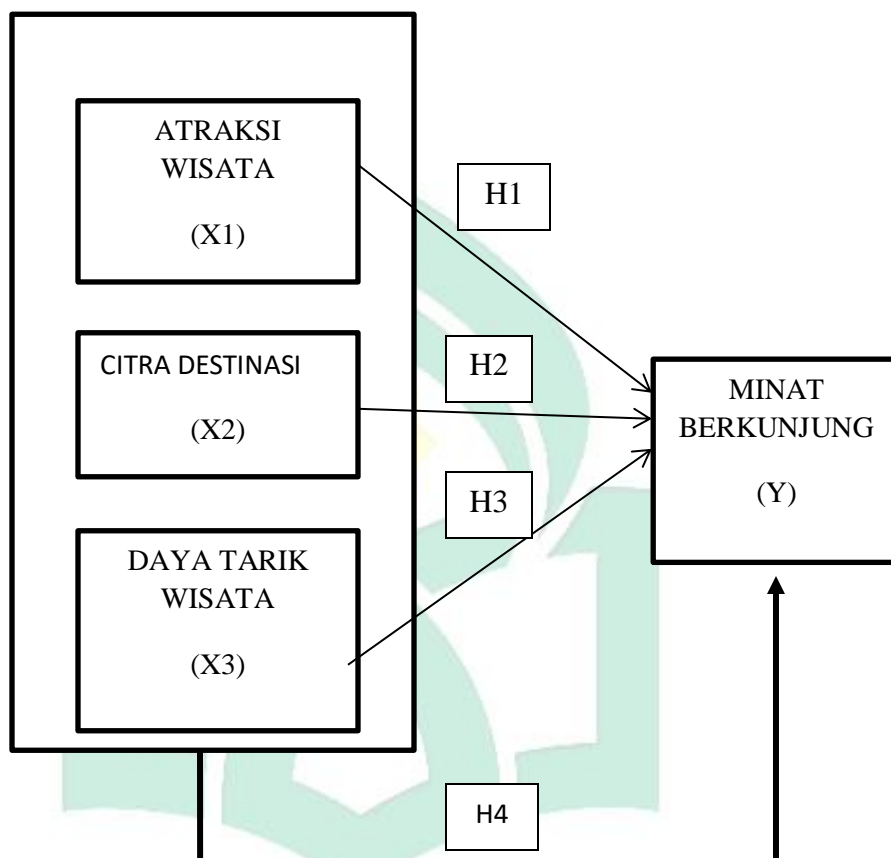 ATRAKSI
WISATA
(X1)
H1
CITRA DESTINASI
(X2)
H2
MINAT
BERKUNJUNG
(Y)
H3
DAYA TARIK
WISATA
(X3)
H4